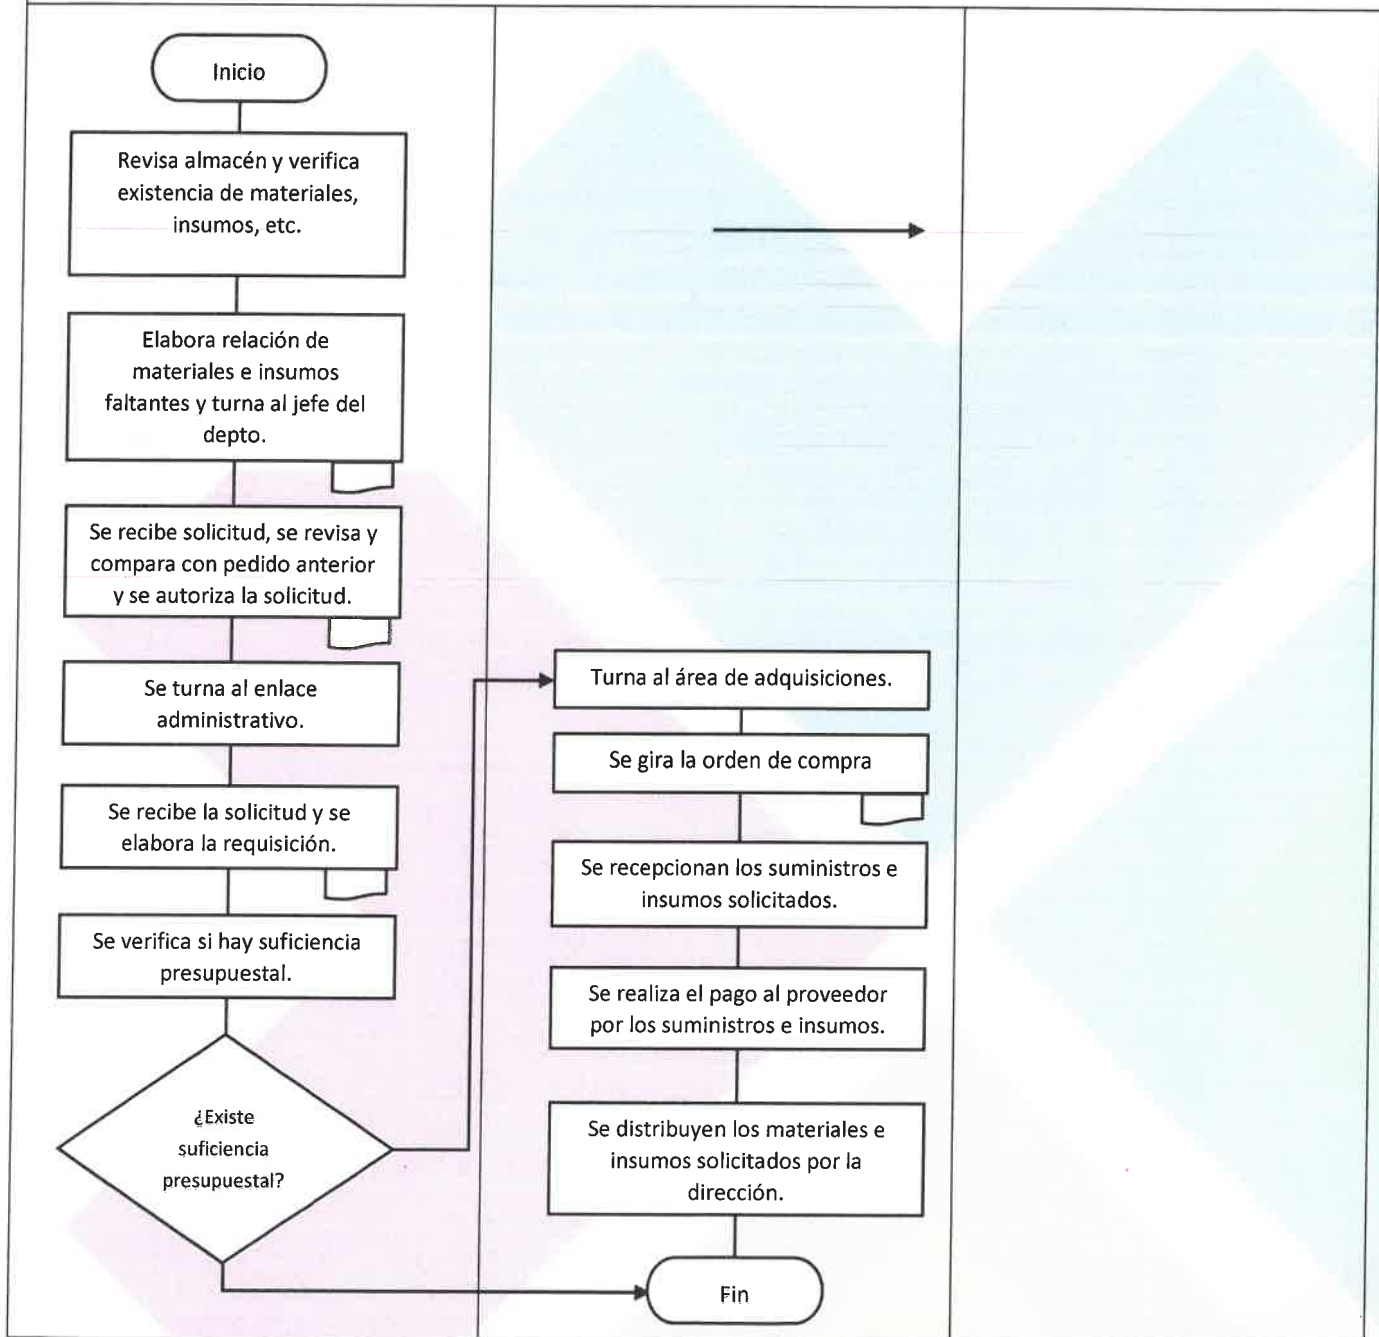 Inicio
Revisa almacén y verifica
existencia de materiales,
insumos, etc.
Elabora relación de
materiales e insumos
faltantes y turna al jefe del
depto.
Se recibe solicitud, se revisa y
compara con pedido anterior
y se autoriza la solicitud.
Se turna al enlace
administrativo.
Se recibe la solicitud y se
elabora la requisición.
Se verifica si hay suficiencia
presupuestal.
¿Existe
suficiencia
presupuestal?
Turna al área de adquisiciones.
Se gira la orden de compra
Se recepcionan los suministros e
insumos solicitados.
Se realiza el pago al proveedor
por los suministros e insumos.
Se distribuyen los materiales e
insumos solicitados por la
dirección.
Fin